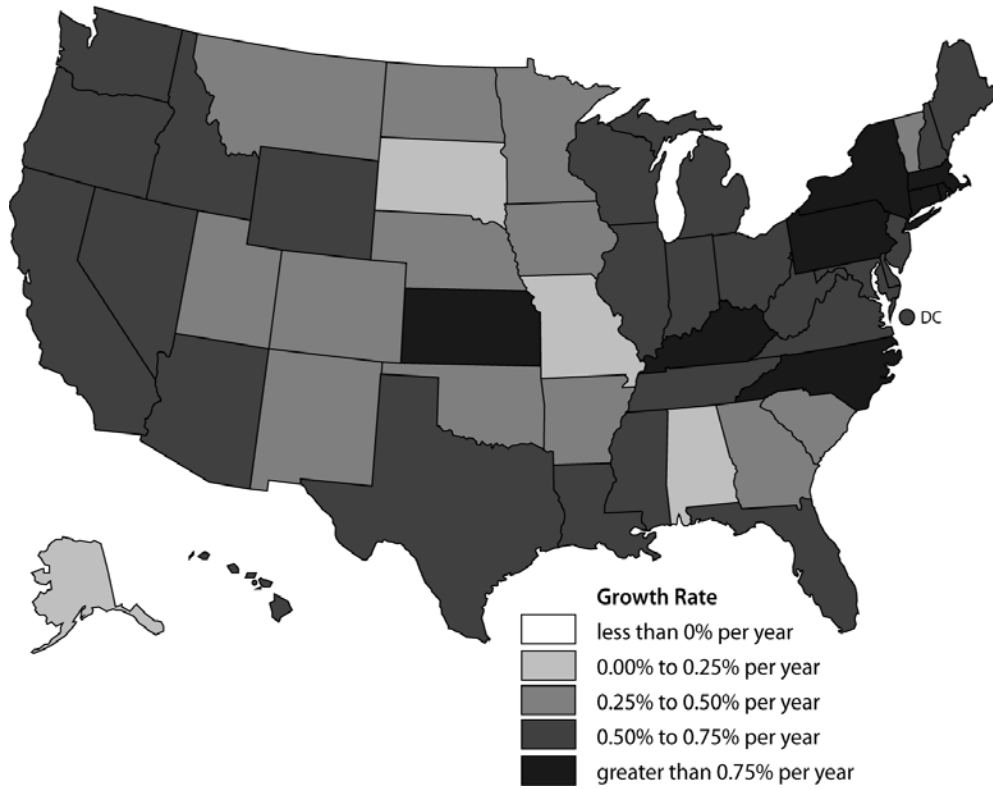 DC
Growth Rate
less than 0% per year
0.00% to 0.25% per year
0.25% to 0.50% per year
0.50% to 0.75% per year
greater than 0.75% per year